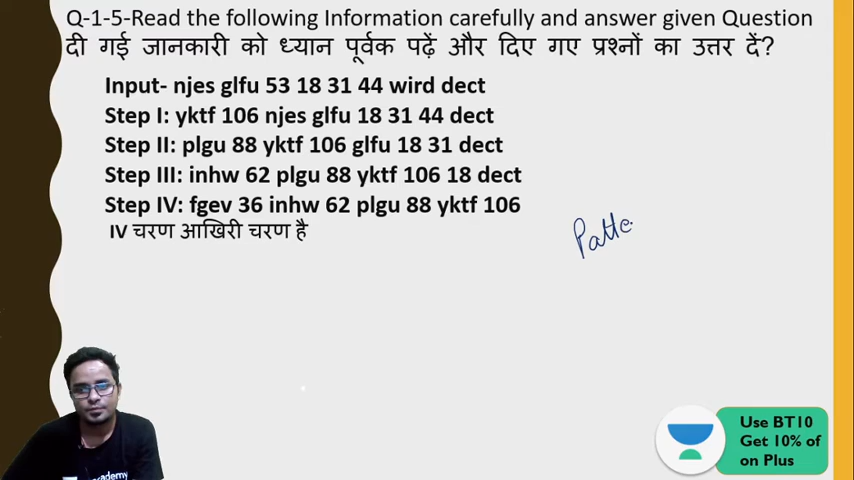 Q-1-5-Read the following Information carefully and answer given Question
दी गई जानकारी को ध्यान पूर्वक पढ़ें और दिए गए प्रश्नों का उत्तर दें?
Input- njes glfu 53 18 31 44 wird dect
Step I: yktf 106 njes glfu 18 31 44 dect
Step II: plgu 88 yktf 106 glfu 18 31 dect
Step III: inhw 62 plgu 88 yktf 106 18 dect
Step IV: fgev 36 inhw 62 plgu 88 yktf 106
IV चरण आखिरी चरण है
Patte
academy
Use BT10
Get 10% of
on Plus